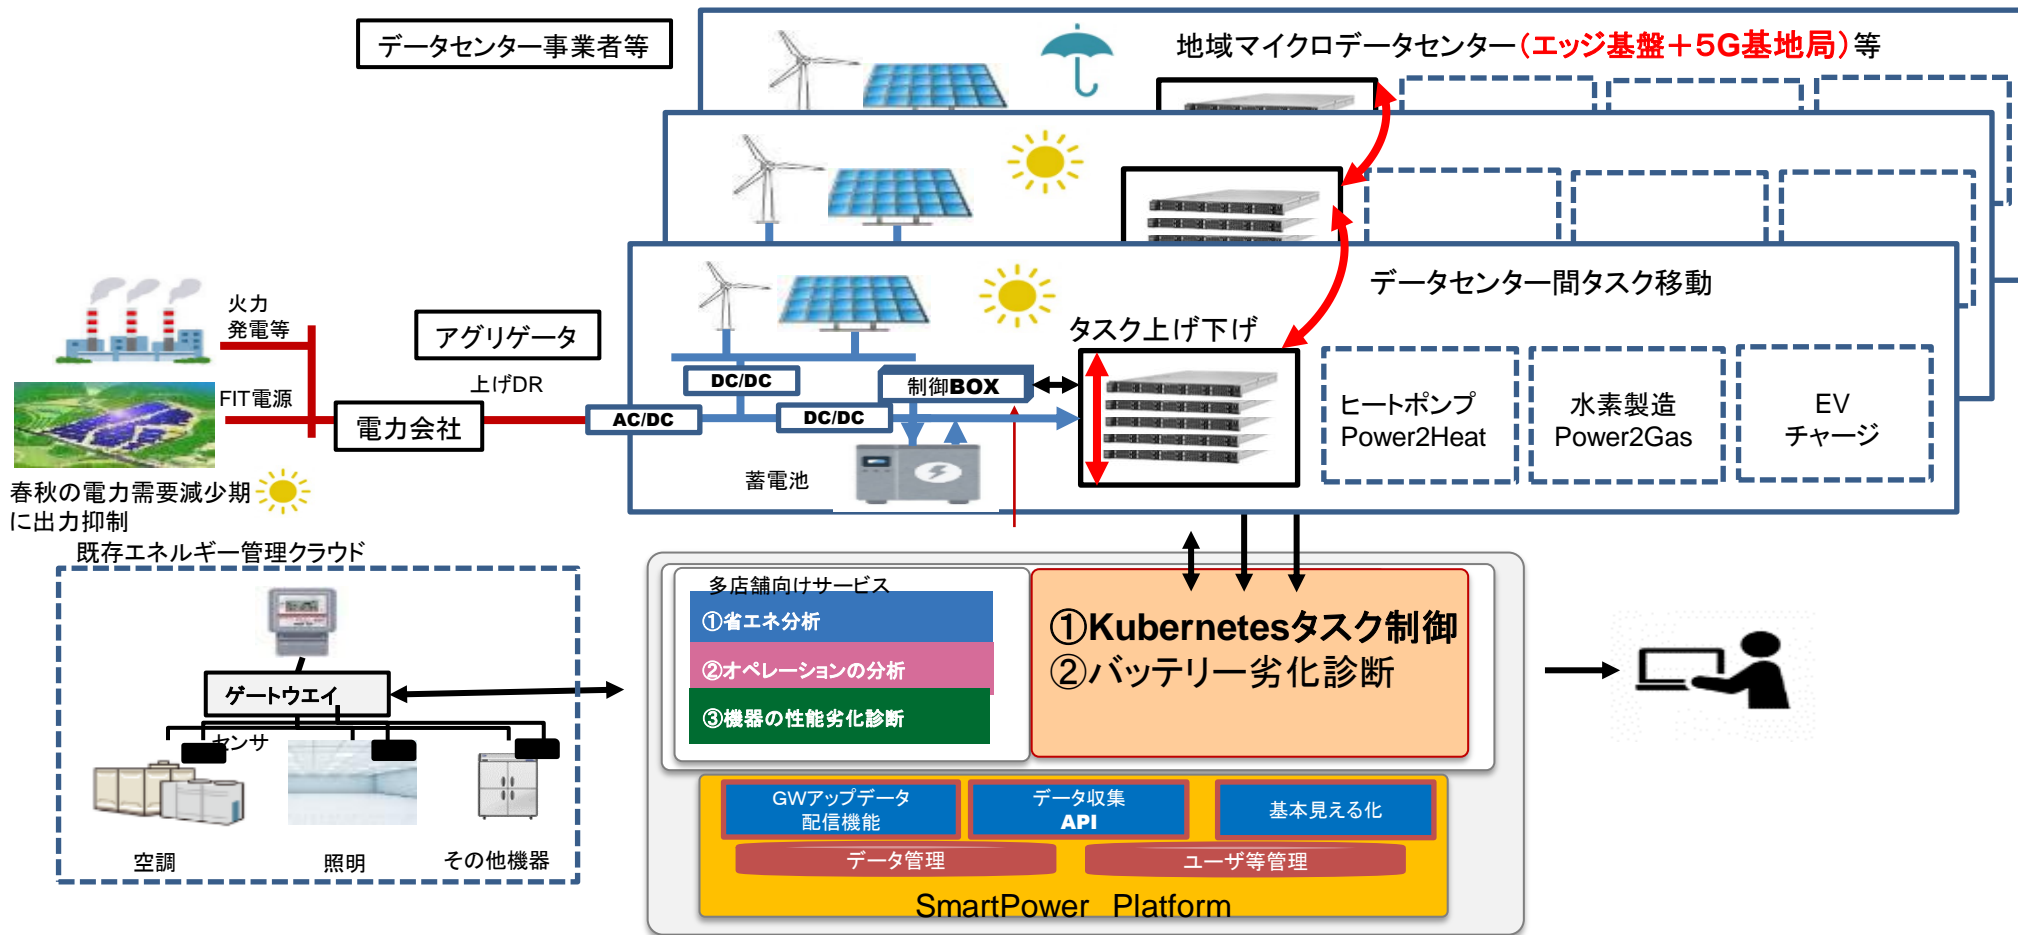 データセンター事業者等
地域マイクロデータセンター(エッジ基盤+5G基地局)等
データセンター間タスク移動
火力
発電等
アグリゲータ
タスク上げ下げ
上げDR
FIT電源
電力会社
AC/DC
DC/DC
DC/DC
制御BOX
蓄電池
ヒートポンプ
Power2Heat
水素製造
Power2Gas
EV
チャージ
春秋の電力需要減少期
に出力抑制
既存エネルギー管理クラウド
ゲートウエイ
センサ
空調
照明
その他機器
多店舗向けサービス
①省エネ分析
②オペレーションの分析
③機器の性能劣化診断
①Kubernetesタスク制御
②バッテリー劣化診断
GWアップデータ
配信機能
データ収集
API
基本見える化
データ管理
ユーザ等管理
SmartPower Platform